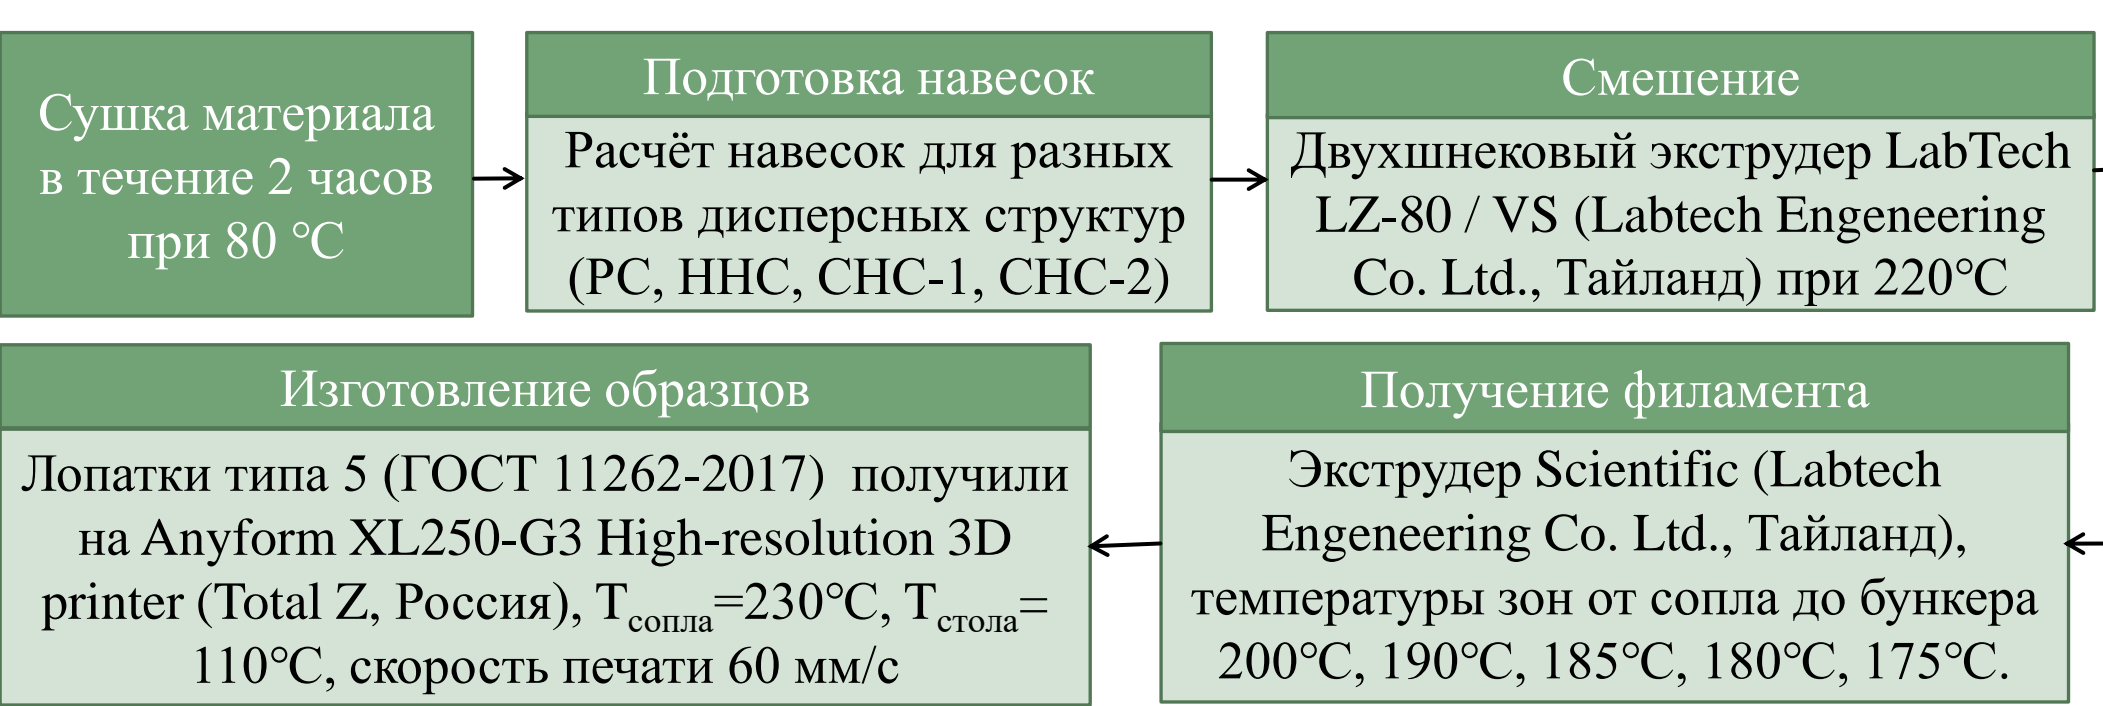 Сушка материала
в течение 2 часов
при 80 °С
Подготовка навесок
Расчёт навесок для разных
типов дисперсных структур
(РС, ННС, СНС-1, СНС-2)
Смешение
Двухшнековый экструдер LabTech
LZ-80 / VS (Labtech Engeneering
Co. Ltd., Тайланд) при 220°С
Получение филамента
Экструдер Scientific (Labtech
Engeneering Co. Ltd., Тайланд),
температуры зон от сопла до бункера
200°С, 190°С, 185°С, 180°С, 175°С.
Изготовление образцов
Лопатки типа 5 (ГОСТ 11262-2017) получили
на Anyform XL250-G3 High-resolution 3D
printer (Total Z, Россия), Тсопла=230°С, Тстола=
110°С, скорость печати 60 мм/с